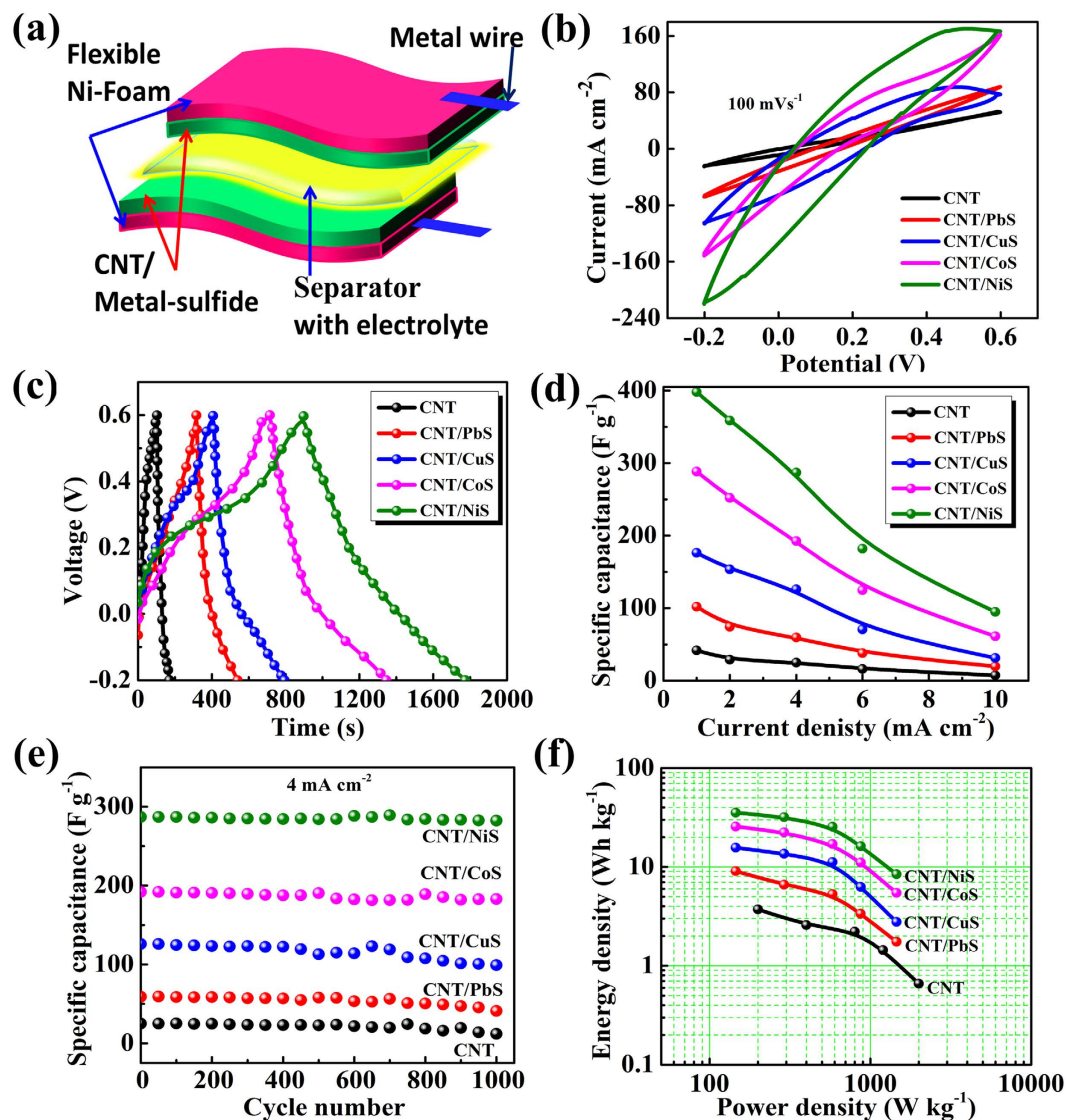 (a)
Flexible
Ni-Foam
Metal wire
CNT/
Metal-sulfide
Separator
with electrolyte
(b)
Current (mA cm-2)
160
80
0
-80
-160
-240
100 mVs-1
CNT
CNT/PbS
CNT/CuS
CNT/CoS
CNT/NiS
-0.2 0.0 0.2 0.4 0.6
Potential (V)
(c)
Voltage (V)
0.6
0.4
0.2
0.0
-0.2
CNT
CNT/PbS
CNT/CuS
CNT/CoS
CNT/NiS
0 400 800 1200 1600 2000
Time (s)
(d)
Specific capacitance (F g-1)
400
300
200
100
0
CNT
CNT/PbS
CNT/CuS
CNT/CoS
CNT/NiS
0 2 4 6 8 10
Current denisty (mA cm-2)
(e)
Specific capacitance (F g-1)
300
200
100
0
4 mA cm-2
CNT/NiS
CNT/CoS
CNT/CuS
CNT/PbS
CNT
0 200 400 600 800 1000
Cycle number
(f)
Energy density (Wh kg-1)
100
10
1
0.1
CNT/NiS
CNT/CoS
CNT/CuS
CNT/PbS
CNT
100 1000 10000
Power density (W kg-1)